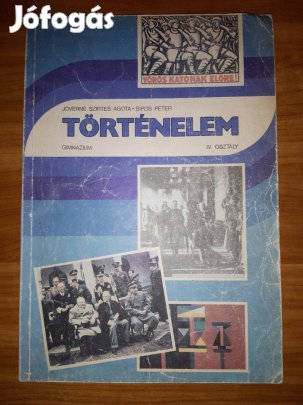 Jófogás
VÖRÖS KATONÁK ELŐRE!
JÓVÉRNÉ SZIRTES ÁGOTA - SIPOS PÉTER
TÖRTÉNELEM
GIMNÁZIUM IV. OSZTÁLY